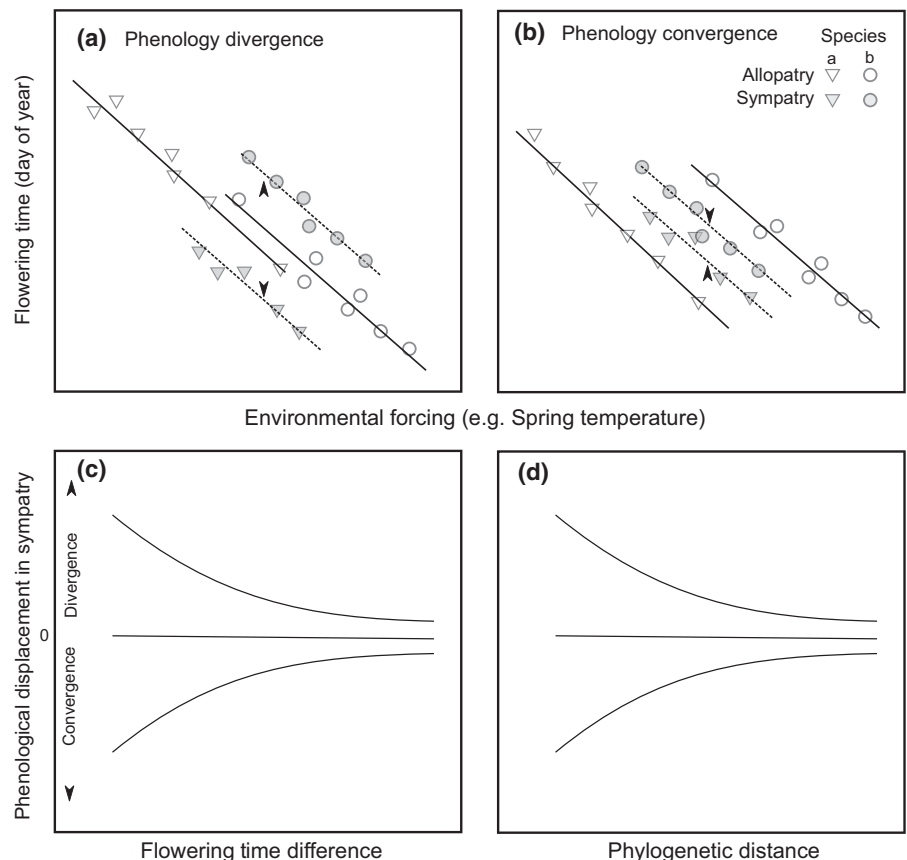 (a) Phenology divergence
(b) Phenology convergence
Species
a b
Allopatry
Sympatry
Flowering time (day of year)
Environmental forcing (e.g. Spring temperature)
(c)
(d)
Phenological displacement in sympatry
Divergence
0
Convergence
Flowering time difference
Phylogenetic distance